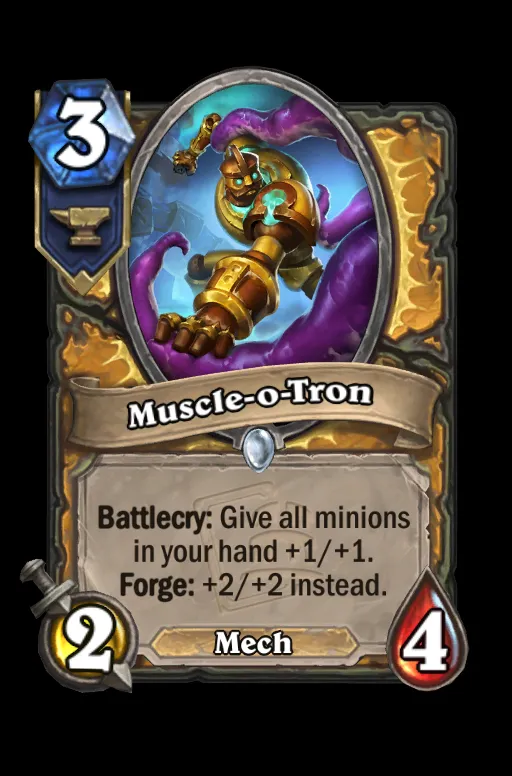 3
Muscle-o-Tron
Battlecry: Give all minions
in your hand +1/+1.
Forge: +2/+2 instead.
2
Mech
4